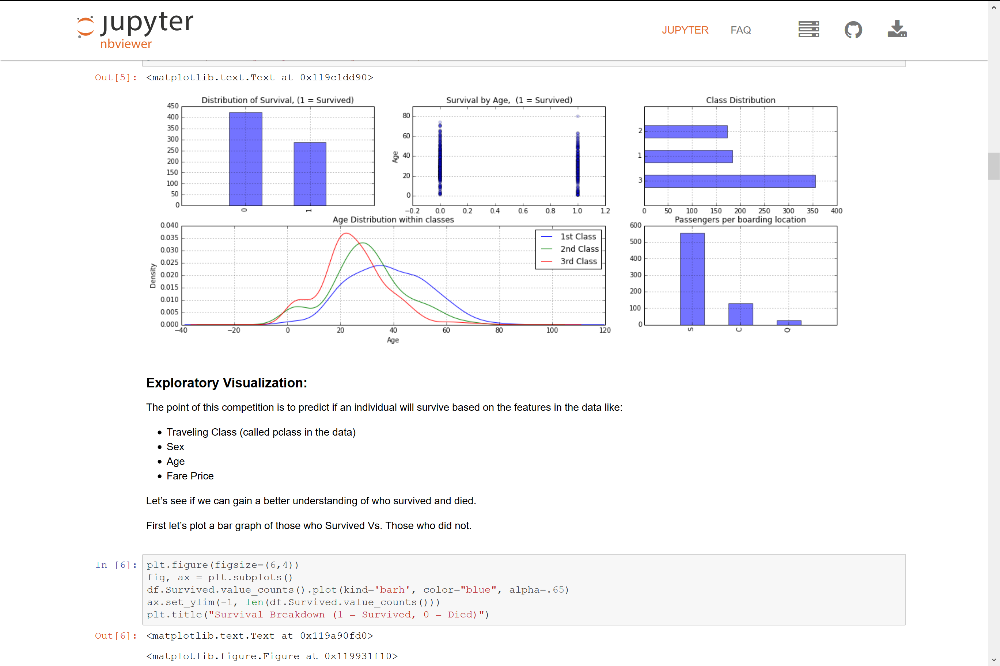 jupyter
nbviewer
JUPYTER FAQ
Out[5]: <matplotlib.text.Text at 0x119c1dd90>
Distribution of Survival, (1 = Survived)
450
400
350
300
250
200
150
100
50
0
0 1
Survival by Age, (1 = Survived)
Age
80
60
40
20
0
−0.2 0.0 0.2 0.4 0.6 0.8 1.0 1.2
Class Distribution
2
1
3
0 50 100 150 200 250 300 350 400
Age Distribution within classes
Density
0.040
0.035
0.030
0.025
0.020
0.015
0.010
0.005
0.000
−40 −20 0 20 40 60 80 100 120
Age
1st Class
2nd Class
3rd Class
Passengers per boarding location
600
500
400
300
200
100
0
S C Q
Exploratory Visualization:
The point of this competition is to predict if an individual will survive based on the features in the data like:
• Traveling Class (called pclass in the data)
• Sex
• Age
• Fare Price
Let’s see if we can gain a better understanding of who survived and died.
First let’s plot a bar graph of those who Survived Vs. Those who did not.
In [6]: plt.figure(figsize=(6,4))
fig, ax = plt.subplots()
df.Survived.value_counts().plot(kind='barh', color="blue", alpha=.65)
ax.set_ylim(-1, len(df.Survived.value_counts()))
plt.title("Survival Breakdown (1 = Survived, 0 = Died)")
Out[6]: <matplotlib.text.Text at 0x119a90fd0>
<matplotlib.figure.Figure at 0x119931f10>